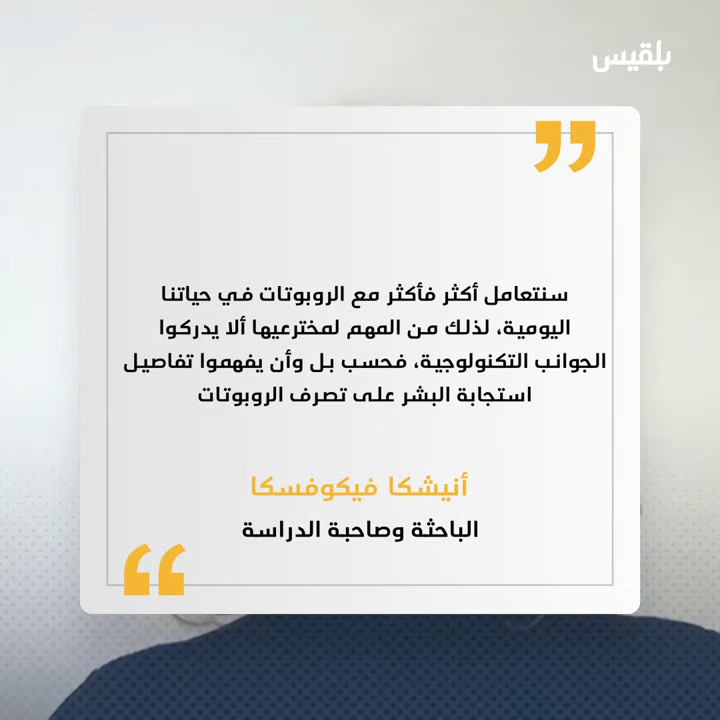 بلقيس
سنتعامل أكثر فأكثر مع الروبوتات في حياتنا
اليومية، لذلك من المهم لمخترعيها ألا يدركوا
الجوانب التكنولوجية، فحسب بل وأن يفهموا تفاصيل
استجابة البشر على تصرف الروبوتات
أنيشكا فيكوفسكا
الباحثة وصاحبة الدراسة